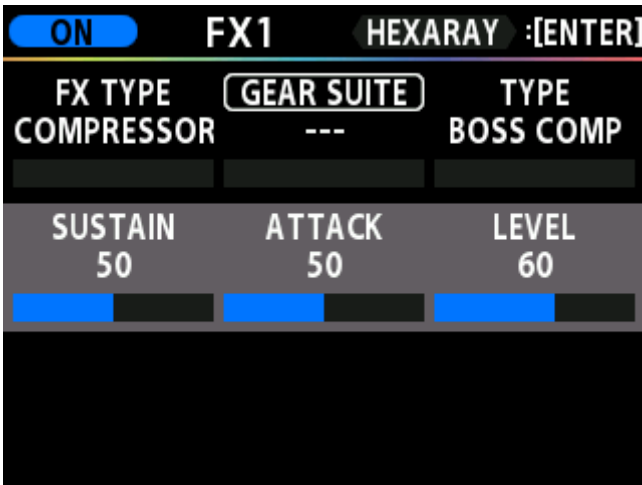 ON FX1 HEXARAY :[ENTER]
FX TYPE GEAR SUITE TYPE
COMPRESSOR --- BOSS COMP
SUSTAIN ATTACK LEVEL
50 50 60